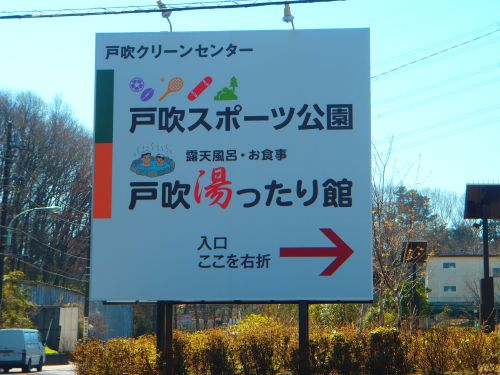 戸吹クリーンセンター
戸吹スポーツ公園
露天風呂・お食事
戸吹湯ったり館
入口
ここを右折